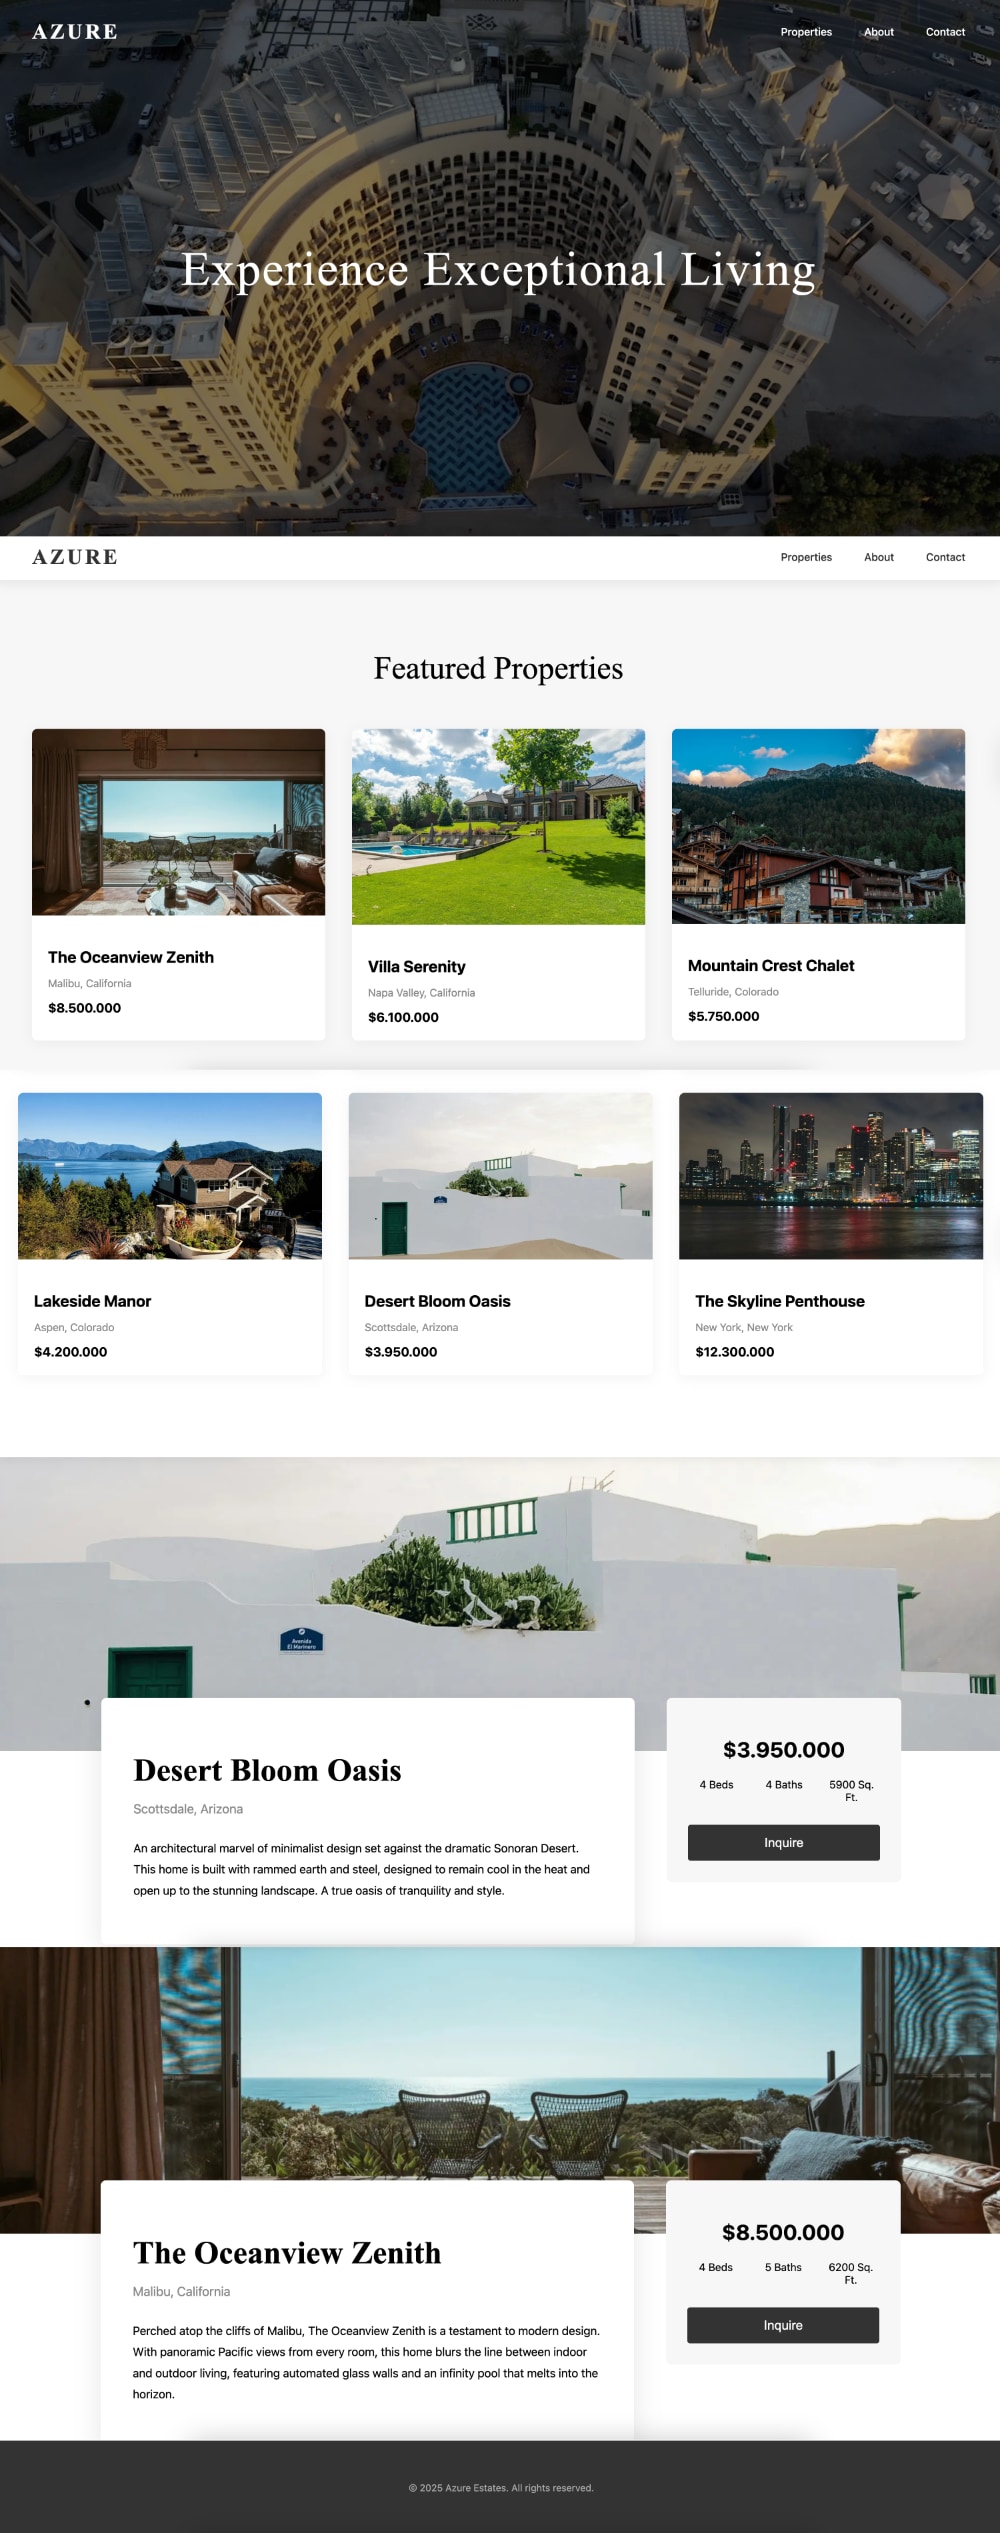 AZURE
Properties About Contact
Experience Exceptional Living
AZURE
Properties About Contact
Featured Properties
The Oceanview Zenith
Malibu, California
$8.500.000
Villa Serenity
Napa Valley, California
$6.100.000
Mountain Crest Chalet
Telluride, Colorado
$5.750.000
Lakeside Manor
Aspen, Colorado
$4.200.000
Desert Bloom Oasis
Scottsdale, Arizona
$3.950.000
The Skyline Penthouse
New York, New York
$12.300.000
Avenida
El Marinero
Desert Bloom Oasis
Scottsdale, Arizona
An architectural marvel of minimalist design set against the dramatic Sonoran Desert.
This home is built with rammed earth and steel, designed to remain cool in the heat and
open up to the stunning landscape. A true oasis of tranquility and style.
$3.950.000
4 Beds 4 Baths 5900 Sq.
Ft.
Inquire
The Oceanview Zenith
Malibu, California
Perched atop the cliffs of Malibu, The Oceanview Zenith is a testament to modern design.
With panoramic Pacific views from every room, this home blurs the line between indoor
and outdoor living, featuring automated glass walls and an infinity pool that melts into the
horizon.
$8.500.000
4 Beds 5 Baths 6200 Sq.
Ft.
Inquire
© 2025 Azure Estates. All rights reserved.